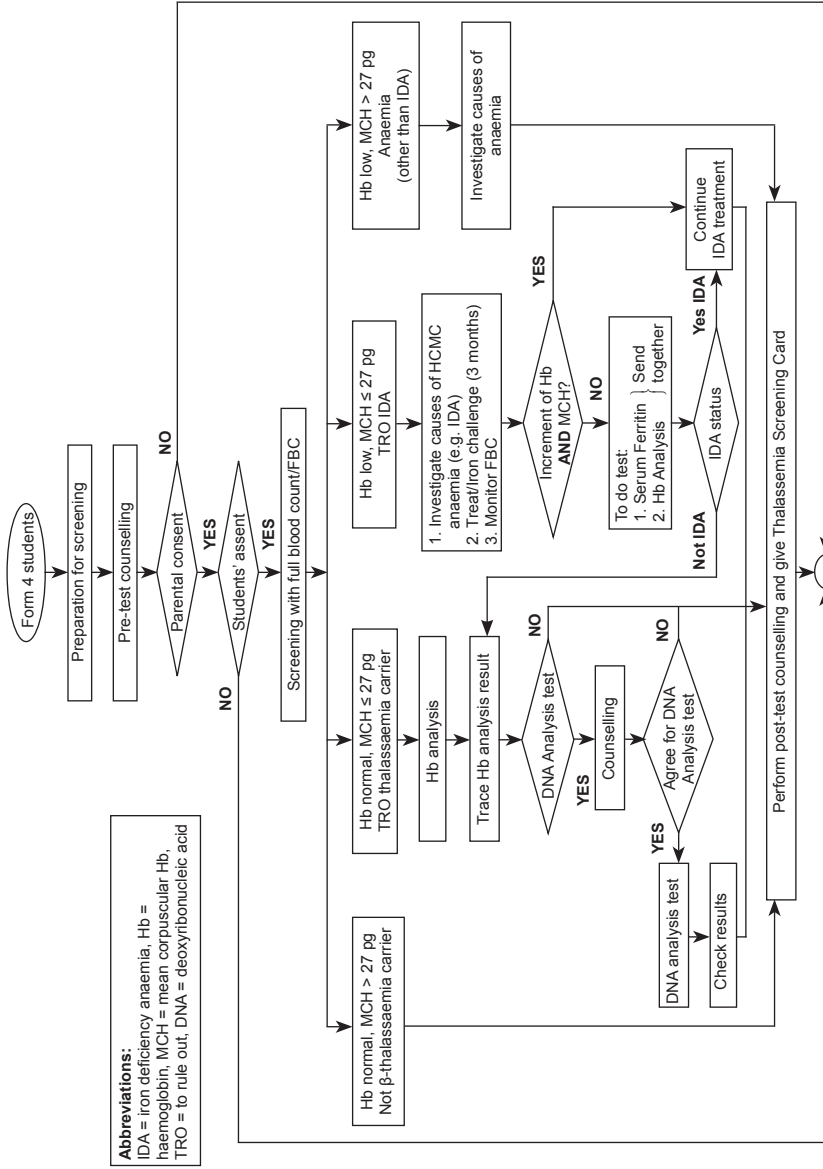 Form 4 students
Preparation for screening
Pre-test counselling
Parental consent
NO
YES
Students' assent
NO
YES
Screening with full blood count/FBC
Abbreviations:
IDA = iron deficiency anaemia, Hb =
haemoglobin, MCH = mean corpuscular Hb,
TRO = to rule out, DNA = deoxyribonucleic acid
Hb normal, MCH > 27 pg
Not β-thalassaemia carrier
Hb normal, MCH ≤ 27 pg
TRO thalassaemia carrier
Hb analysis
Trace Hb analysis result
DNA Analysis test
NO
YES
Counselling
Agree for DNA
Analysis test
NO
YES
DNA analysis test
Check results
Hb low, MCH ≤ 27 pg
TRO IDA
1. Investigate causes of HCMC
anaemia (e.g. IDA)
2. Treat/Iron challenge (3 months)
3. Monitor FBC
Increment of Hb
AND MCH?
YES
NO
To do test:
1. Serum Ferritin } Send
2. Hb Analysis } together
IDA status
Not IDA
Yes IDA
Continue
IDA treatment
Hb low, MCH > 27 pg
Anaemia
(other than IDA)
Investigate causes of
anaemia
Perform post-test counselling and give Thalassemia Screening Card